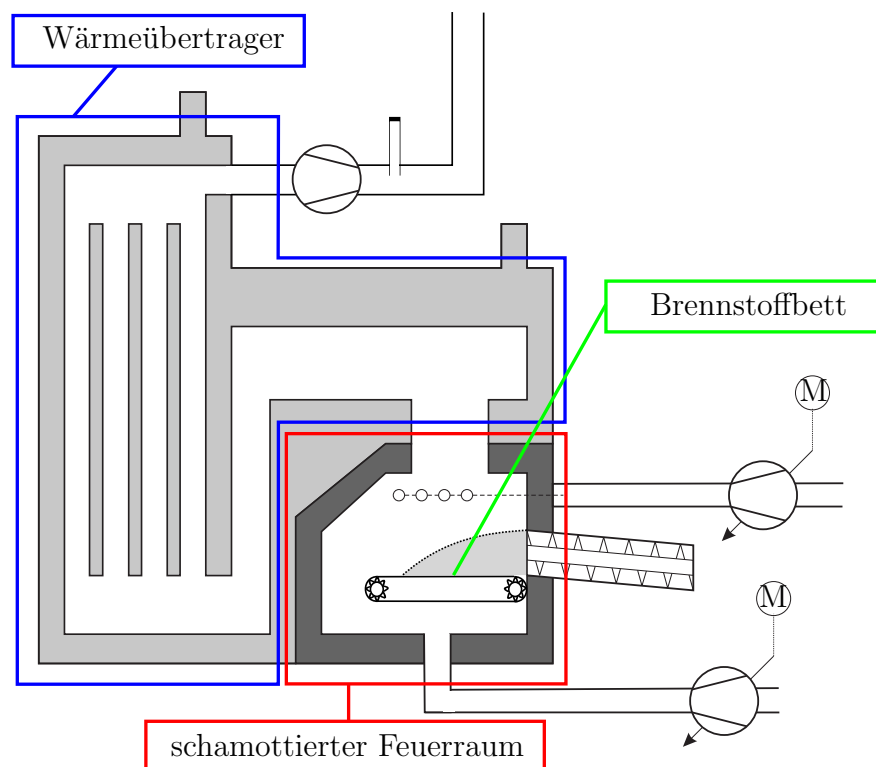 Wärmeübertrager
Brennstoffbett
M
M
schamottierter Feuerraum